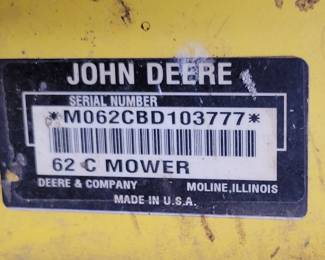 JOHN DEERE
SERIAL NUMBER
*M062CBD103777*
62 C MOWER
DEERE & COMPANY MOLINE, ILLINOIS
MADE IN U.S.A.